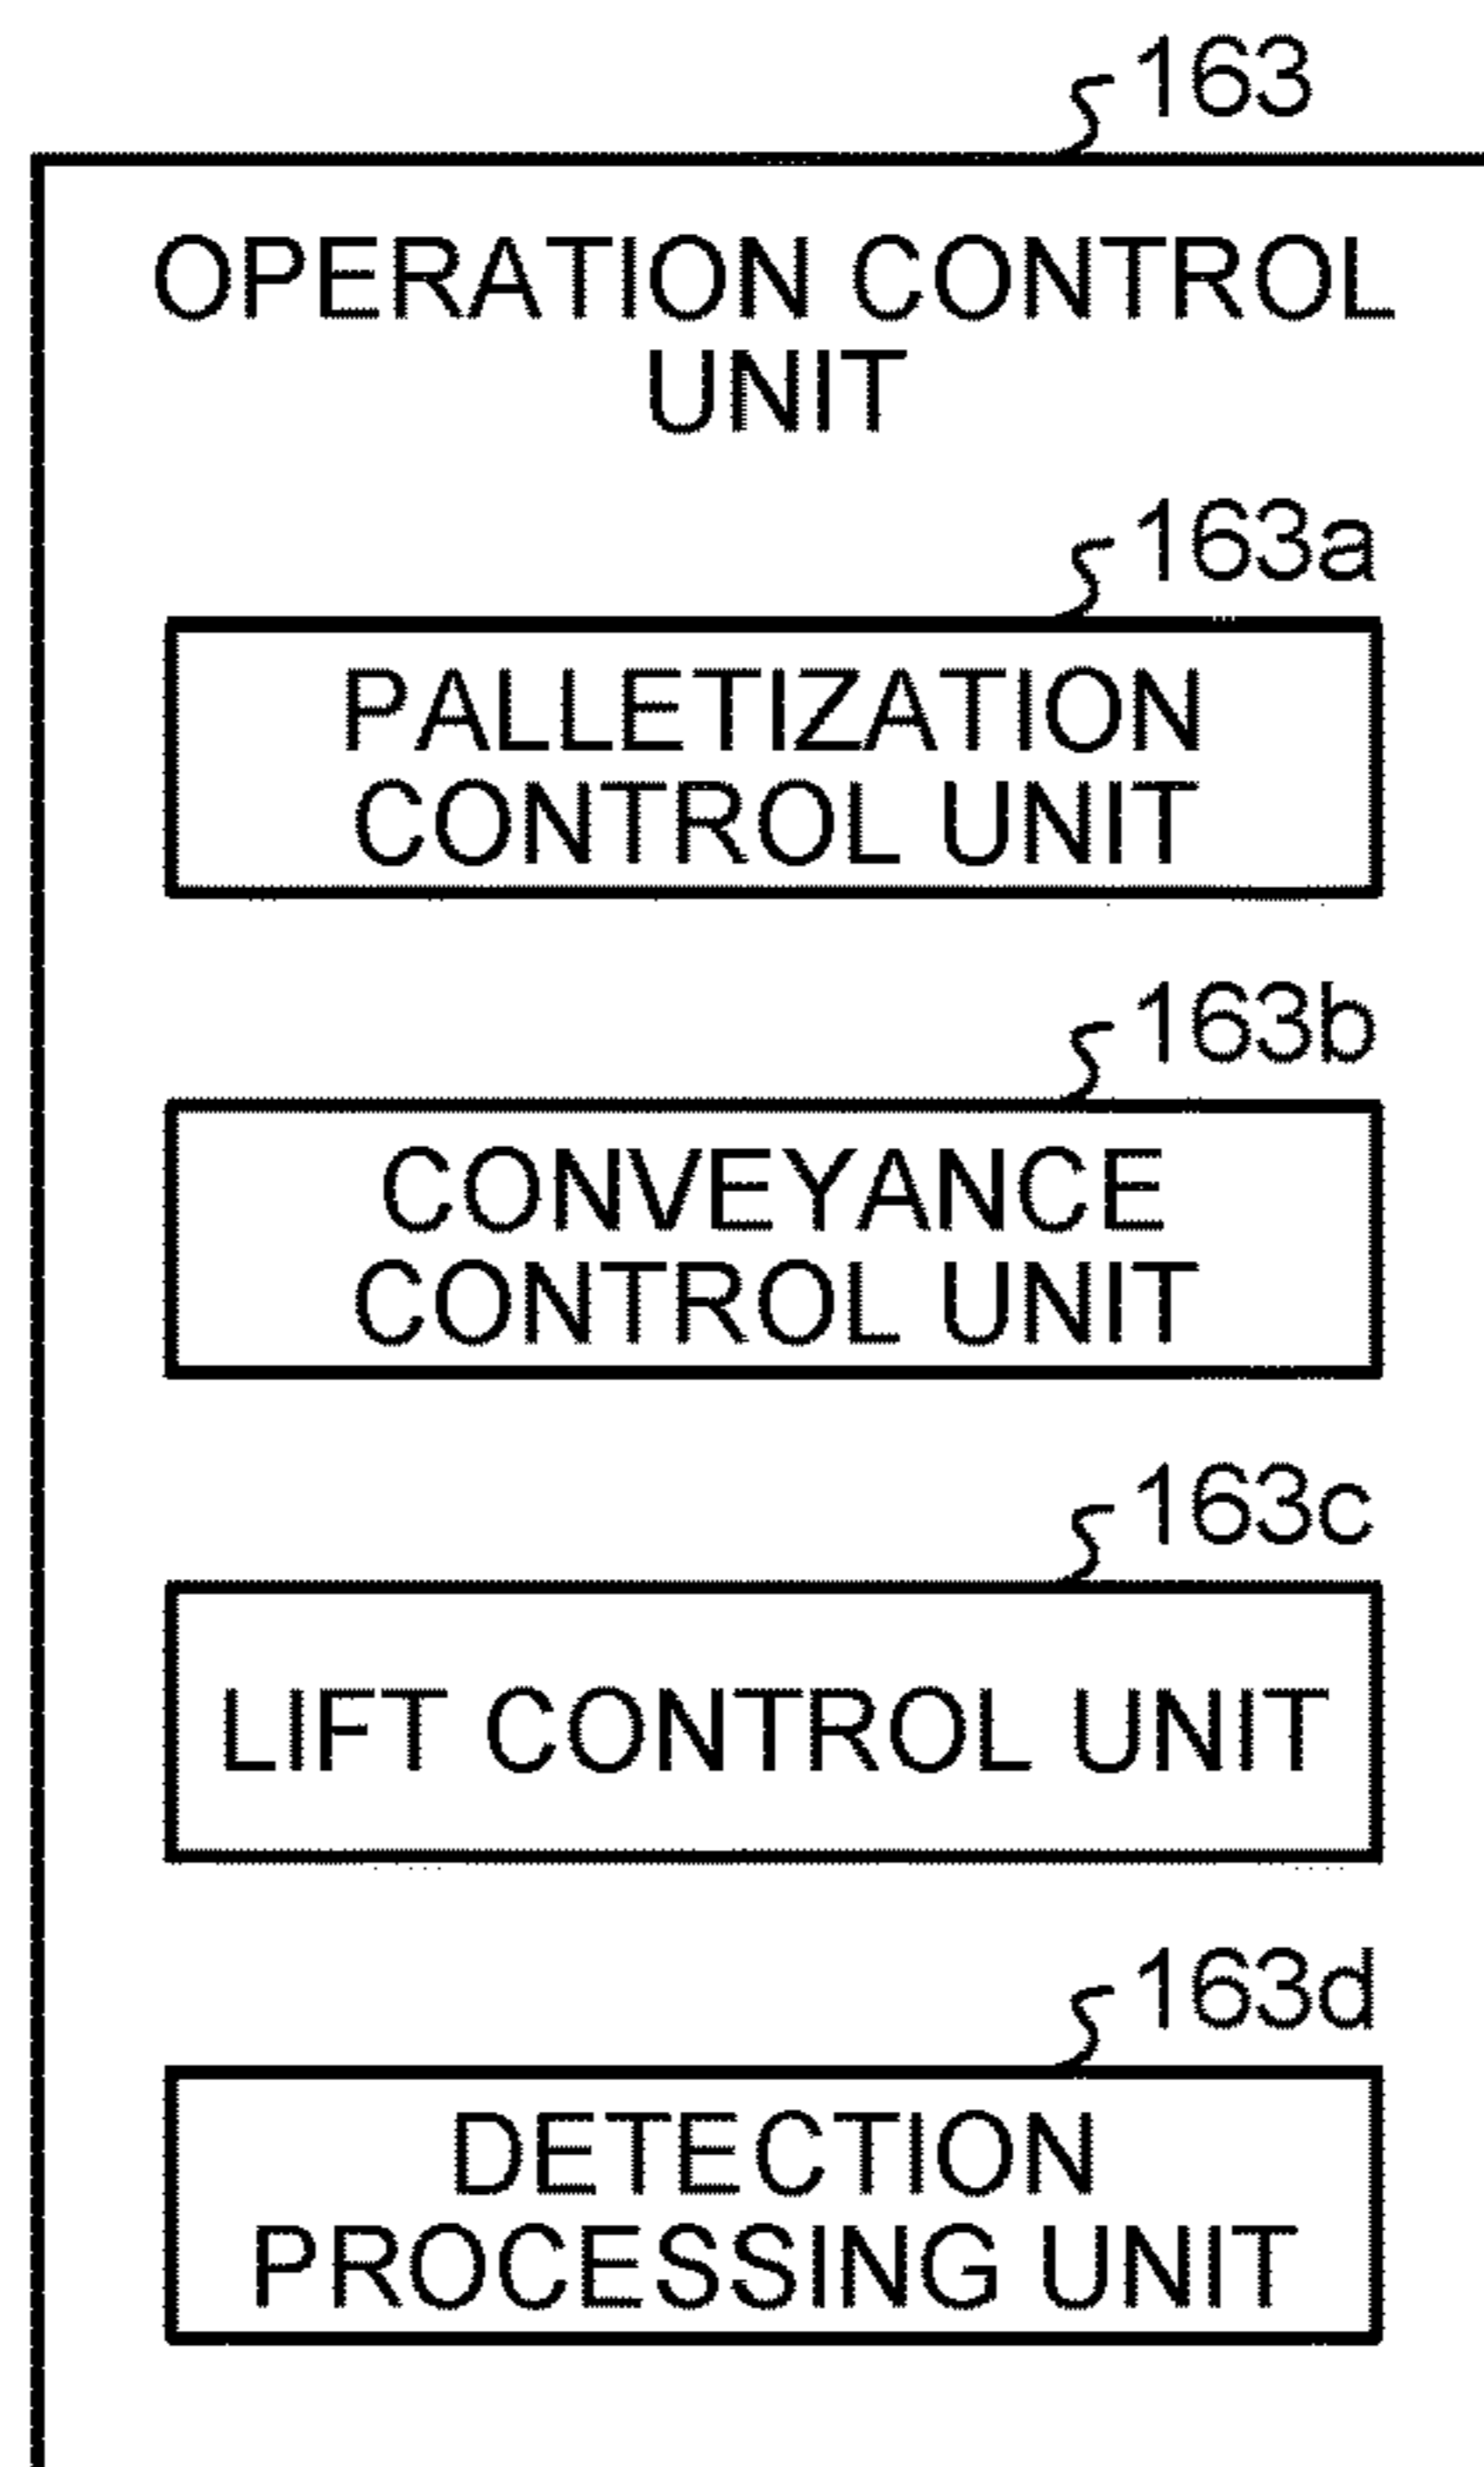 163
OPERATION CONTROL
UNIT
163a
PALLETIZATION
CONTROL UNIT
163b
CONVEYANCE
CONTROL UNIT
163c
LIFT CONTROL UNIT
163d
DETECTION
PROCESSING UNIT